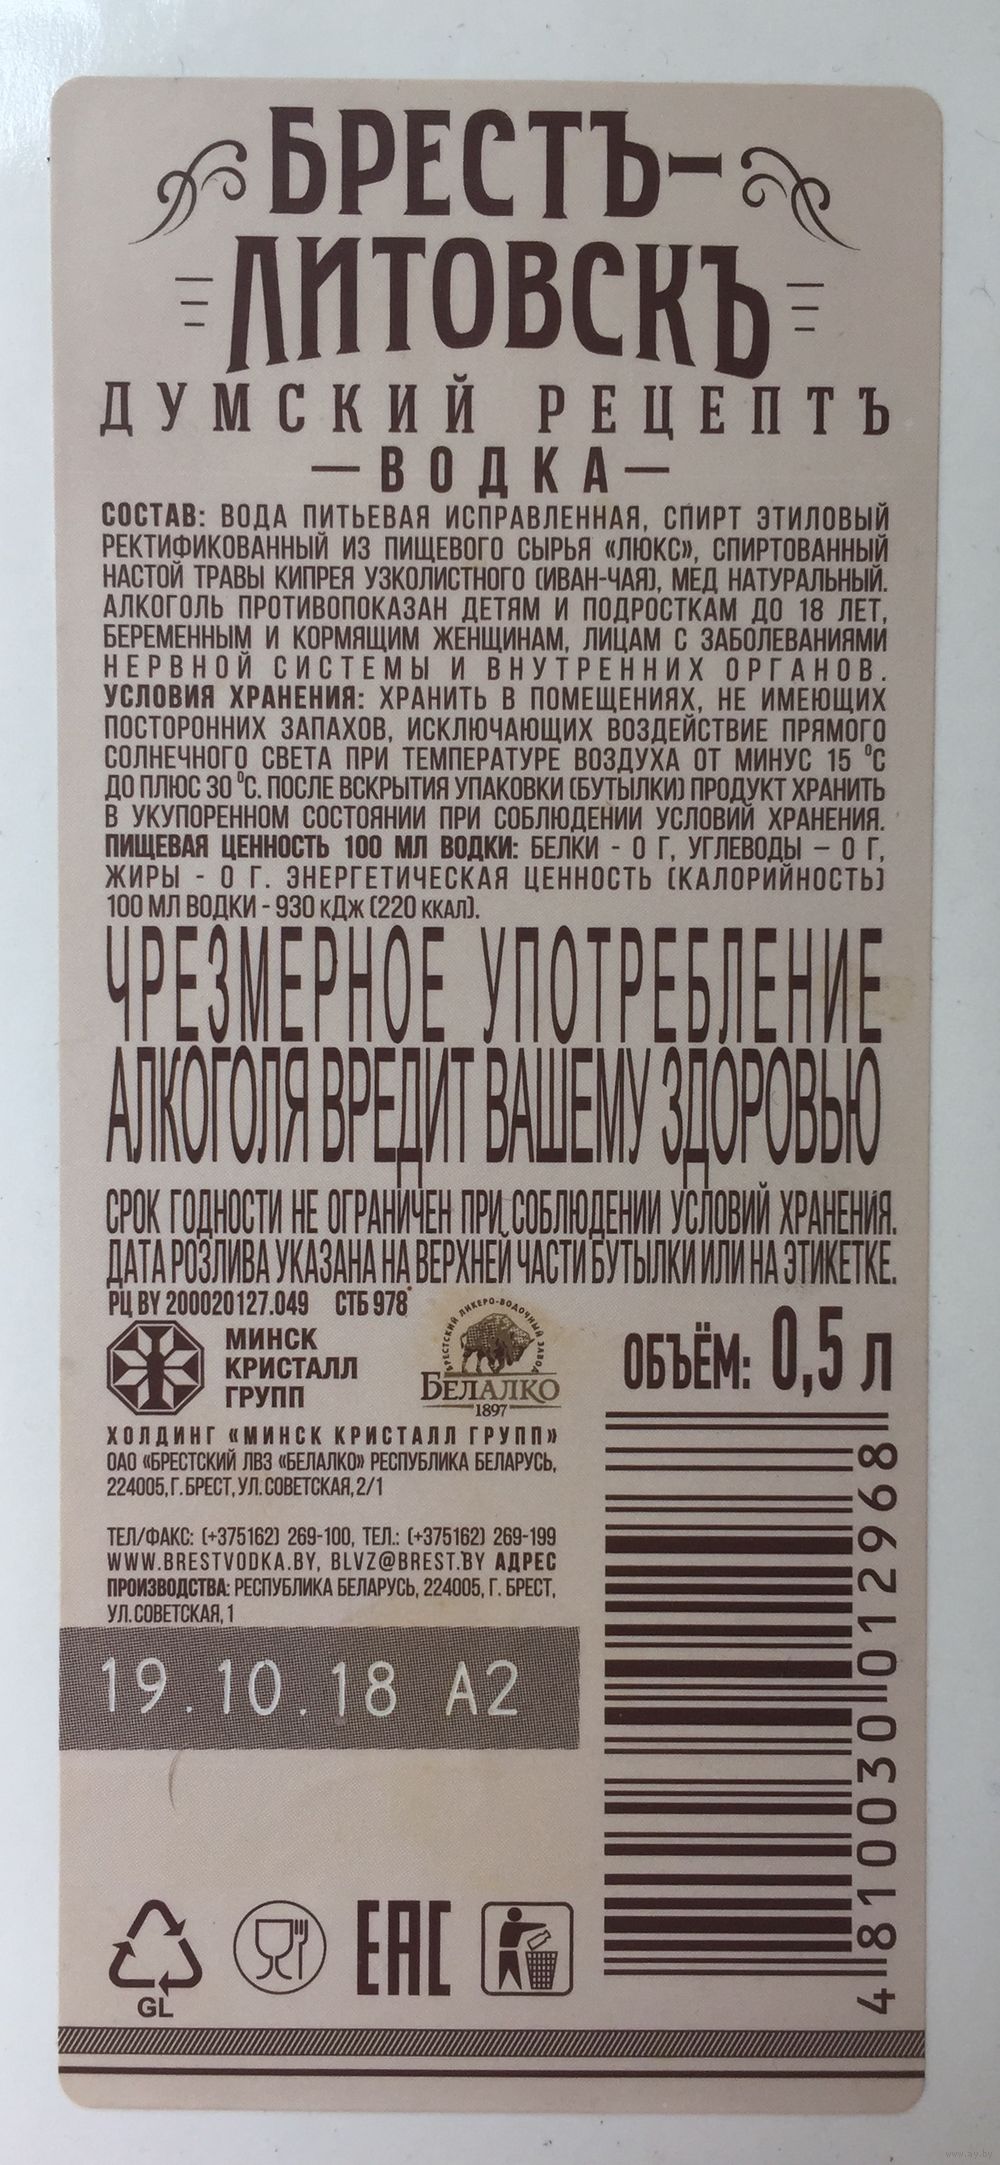 БРЕСТЪ-
ЛИТОВСКЪ
ДУМСКИЙ РЕЦЕПТЪ
— ВОДКА —
СОСТАВ: ВОДА ПИТЬЕВАЯ ИСПРАВЛЕННАЯ, СПИРТ ЭТИЛОВЫЙ
РЕКТИФИКОВАННЫЙ ИЗ ПИЩЕВОГО СЫРЬЯ «ЛЮКС», СПИРТОВАННЫЙ
НАСТОЙ ТРАВЫ КИПРЕЯ УЗКОЛИСТНОГО (ИВАН-ЧАЯ), МЕД НАТУРАЛЬНЫЙ.
АЛКОГОЛЬ ПРОТИВОПОКАЗАН ДЕТЯМ И ПОДРОСТКАМ ДО 18 ЛЕТ,
БЕРЕМЕННЫМ И КОРМЯЩИМ ЖЕНЩИНАМ, ЛИЦАМ С ЗАБОЛЕВАНИЯМИ
НЕРВНОЙ СИСТЕМЫ И ВНУТРЕННИХ ОРГАНОВ.
УСЛОВИЯ ХРАНЕНИЯ: ХРАНИТЬ В ПОМЕЩЕНИЯХ, НЕ ИМЕЮЩИХ
ПОСТОРОННИХ ЗАПАХОВ, ИСКЛЮЧАЮЩИХ ВОЗДЕЙСТВИЕ ПРЯМОГО
СОЛНЕЧНОГО СВЕТА ПРИ ТЕМПЕРАТУРЕ ВОЗДУХА ОТ МИНУС 15 °С
ДО ПЛЮС 30 °С. ПОСЛЕ ВСКРЫТИЯ УПАКОВКИ (БУТЫЛКИ) ПРОДУКТ ХРАНИТЬ
В УКУПОРЕННОМ СОСТОЯНИИ ПРИ СОБЛЮДЕНИИ УСЛОВИЙ ХРАНЕНИЯ.
ПИЩЕВАЯ ЦЕННОСТЬ 100 МЛ ВОДКИ: БЕЛКИ - 0 Г, УГЛЕВОДЫ – 0 Г,
ЖИРЫ - 0 Г. ЭНЕРГЕТИЧЕСКАЯ ЦЕННОСТЬ (КАЛОРИЙНОСТЬ)
100 МЛ ВОДКИ - 930 кДж (220 ккал).
ЧРЕЗМЕРНОЕ УПОТРЕБЛЕНИЕ
АЛКОГОЛЯ ВРЕДИТ ВАШЕМУ ЗДОРОВЬЮ
СРОК ГОДНОСТИ НЕ ОГРАНИЧЕН ПРИ СОБЛЮДЕНИИ УСЛОВИЙ ХРАНЕНИЯ.
ДАТА РОЗЛИВА УКАЗАНА НА ВЕРХНЕЙ ЧАСТИ БУТЫЛКИ ИЛИ НА ЭТИКЕТКЕ.
РЦ BY 200020127.049 СТБ 978
МИНСК
КРИСТАЛЛ
ГРУПП
БРЕСТСКИЙ ЛИКЕРО-ВОДОЧНЫЙ ЗАВОД
БЕЛАЛКО
1897
ОБЪЁМ: 0,5 Л
ХОЛДИНГ «МИНСК КРИСТАЛЛ ГРУПП»
ОАО «БРЕСТСКИЙ ЛВЗ «БЕЛАЛКО» РЕСПУБЛИКА БЕЛАРУСЬ,
224005, Г. БРЕСТ, УЛ. СОВЕТСКАЯ, 2/1
ТЕЛ/ФАКС: (+375162) 269-100, ТЕЛ.: (+375162) 269-199
WWW.BRESTVODKA.BY, BLVZ@BREST.BY АДРЕС
ПРОИЗВОДСТВА: РЕСПУБЛИКА БЕЛАРУСЬ, 224005, Г. БРЕСТ,
УЛ. СОВЕТСКАЯ, 1
19.10.18 А2
4810030012968
GL
EAC
www.ay.by